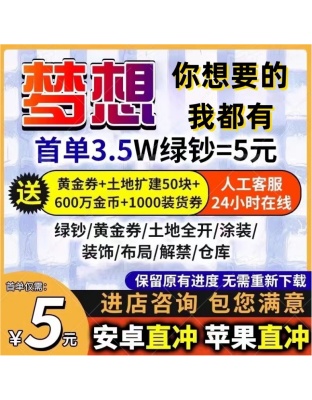 梦想
你想要的
我都有
首单3.5W绿钞=5元
送
黄金券+土地扩建50块+
600万金币+1000装货券
人工客服
24小时在线
绿钞/黄金券/土地全开/涂装/
装饰/布局/解禁/仓库
保留原有进度 无需重新下载
首单仅需:
¥5元
进店咨询 包您满意
安卓直冲 苹果直冲